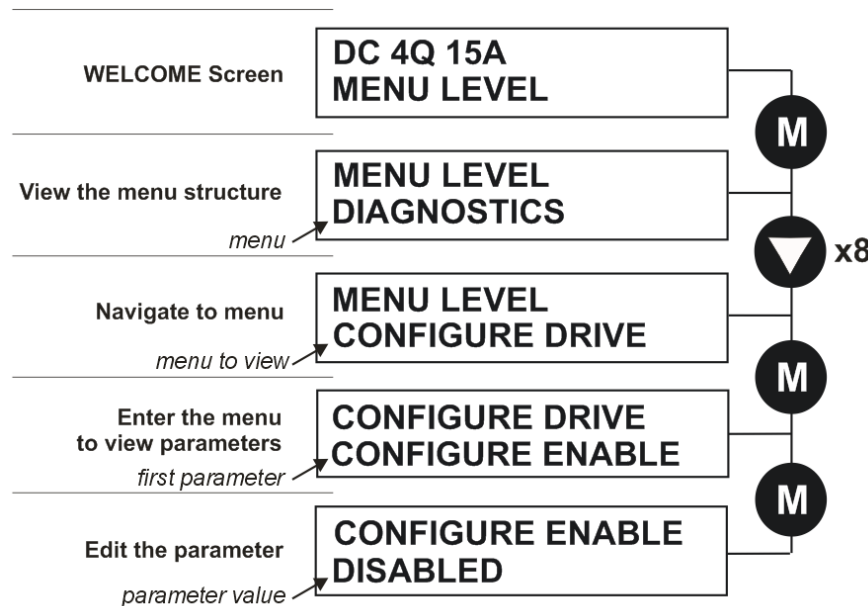 WELCOME Screen
DC 4Q 15A
MENU LEVEL
M
View the menu structure
menu
MENU LEVEL
DIAGNOSTICS
x8
Navigate to menu
menu to view
MENU LEVEL
CONFIGURE DRIVE
M
Enter the menu
to view parameters
first parameter
CONFIGURE DRIVE
CONFIGURE ENABLE
M
Edit the parameter
parameter value
CONFIGURE ENABLE
DISABLED